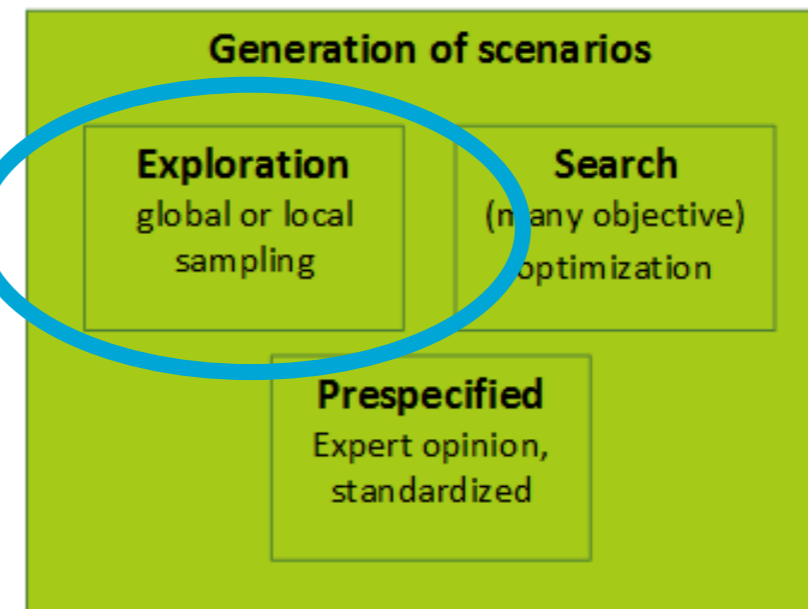 Generation of scenarios
Exploration
global or local
sampling
Search
(many objective)
optimization
Prespecified
Expert opinion,
standardized